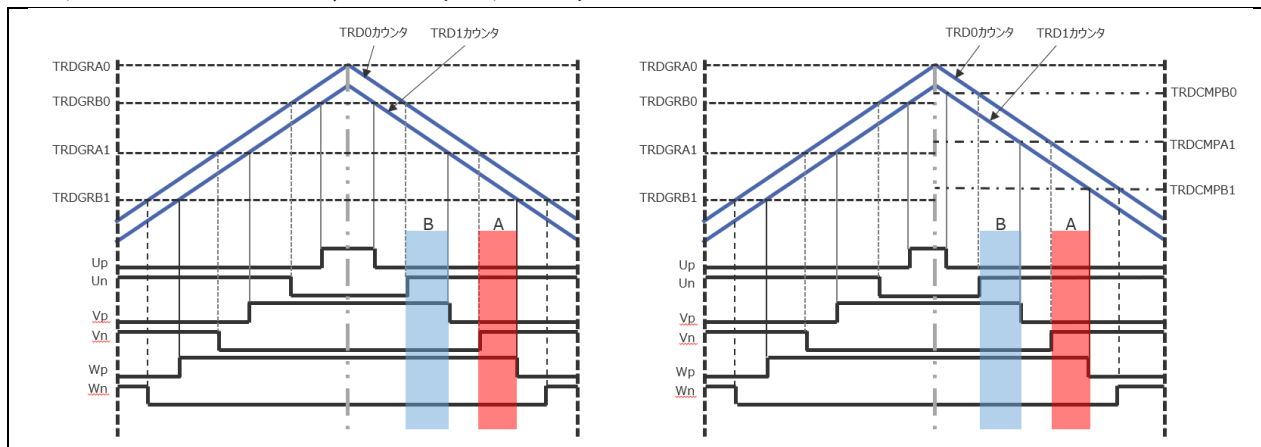 TRD0カウンタ
TRD1カウンタ
TRDGRA0
TRDGRB0
TRDGRA1
TRDGRB1
B
A
Up
Un
Vp
Vn
Wp
Wn
TRD0カウンタ
TRD1カウンタ
TRDGRA0
TRDGRB0
TRDCMPB0
TRDGRA1
TRDCMPA1
TRDGRB1
TRDCMPB1
B
A
Up
Un
Vp
Vn
Wp
Wn